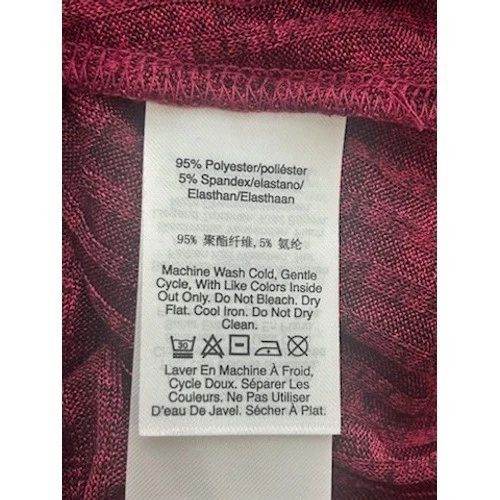 95% Polyester/poliéster
5% Spandex/elastano/
Elasthan/Elasthaan
95% 聚酯纤维,5% 氨纶
Machine Wash Cold, Gentle
Cycle, With Like Colors Inside
Out Only. Do Not Bleach. Dry
Flat. Cool Iron. Do Not Dry
Clean.
30
Laver En Machine À Froid,
Cycle Doux. Séparer Les
Couleurs. Ne Pas Utiliser
D'eau De Javel. Sécher À Plat.